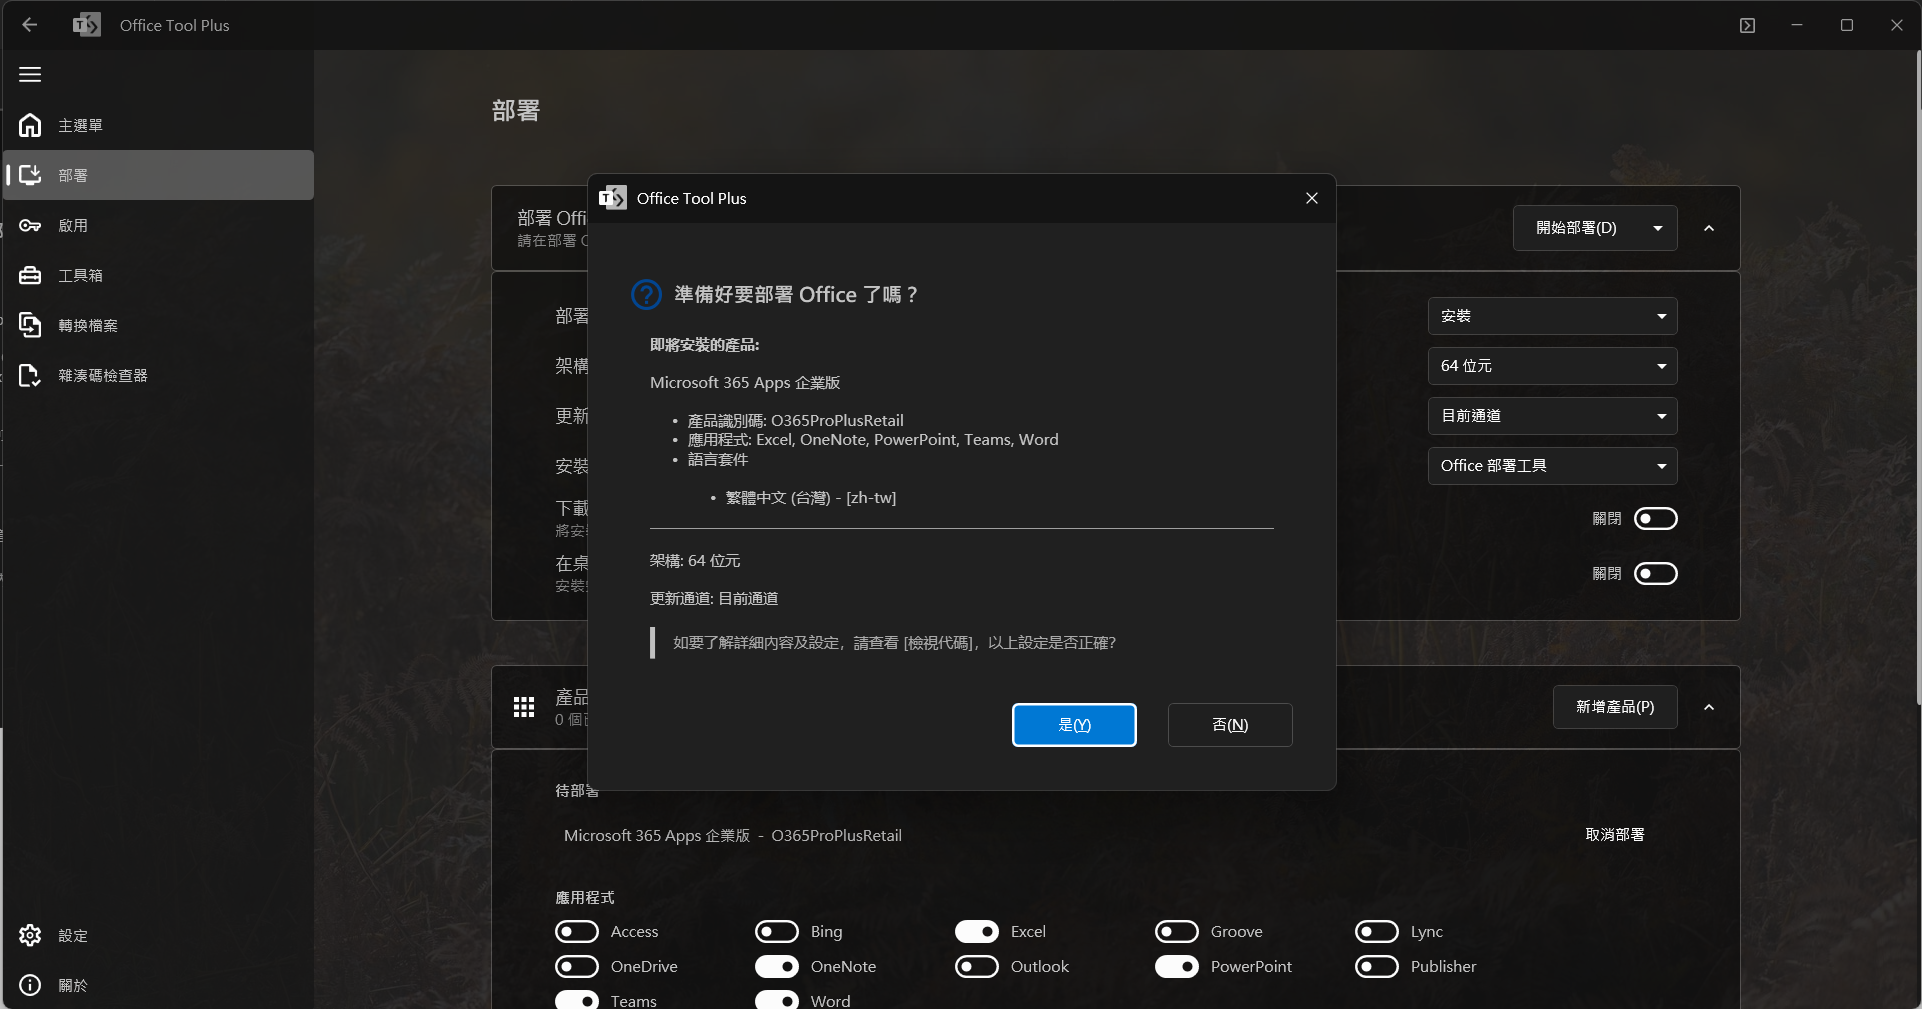 Office Tool Plus
主選單
部署
啟用
工具箱
轉換檔案
雜湊碼檢查器
設定
關於
部署
部署 Offi
請在部署
開始部署(D)
部署
安裝
架構
64 位元
更新
目前通道
安裝
Office 部署工具
下載
將安
關閉
在桌
安裝
關閉
Office Tool Plus
準備好要部署 Office 了嗎？
即將安裝的產品:
Microsoft 365 Apps 企業版
• 產品識別碼: O365ProPlusRetail
• 應用程式: Excel, OneNote, PowerPoint, Teams, Word
• 語言套件
• 繁體中文 (台灣) - [zh-tw]
架構: 64 位元
更新通道: 目前通道
如要了解詳細內容及設定，請查看 [檢視代碼]，以上設定是否正確?
是(Y)
否(N)
產品
0 個
新增產品(P)
待部署
Microsoft 365 Apps 企業版 - O365ProPlusRetail
取消部署
應用程式
Access Bing Excel Groove Lync
OneDrive OneNote Outlook PowerPoint Publisher
Teams Word